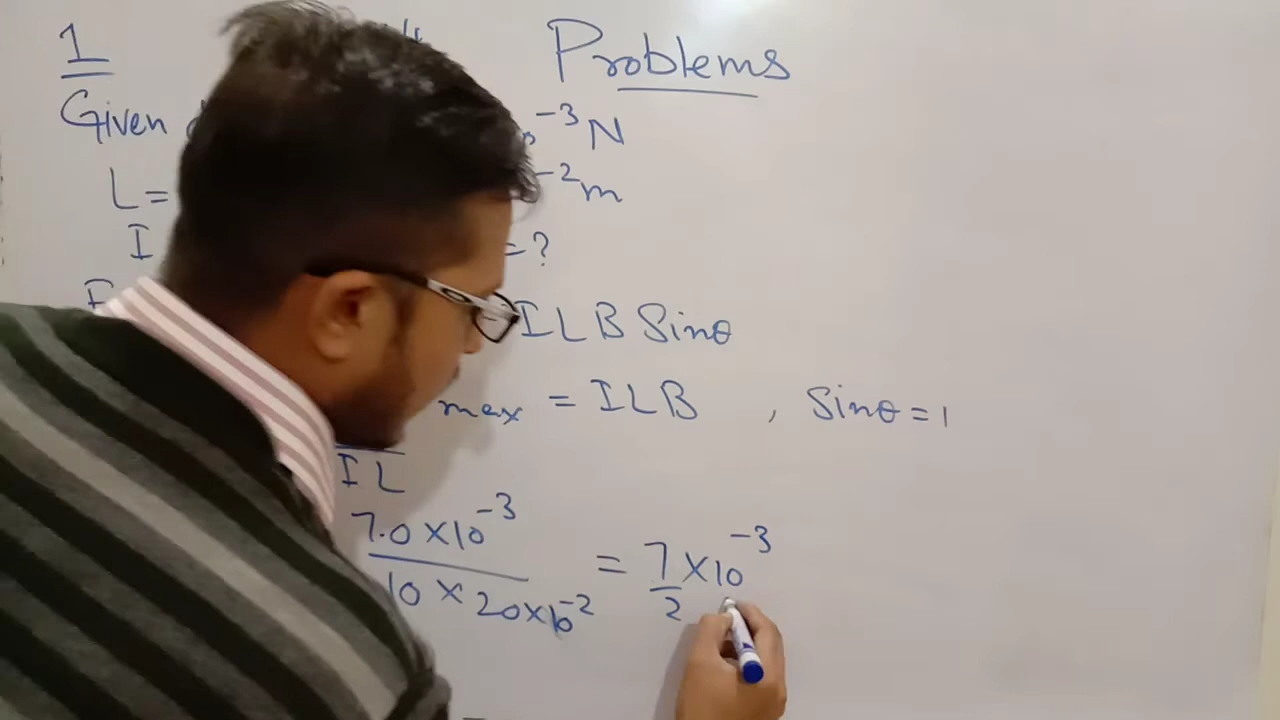 1 Problems
Given ⁻³N
L= ⁻²m
I =?
F = ILB Sinθ
max = ILB , Sinθ = 1
IL
7.0 ×10⁻³ = 7 ×10⁻³
10 × 20×10⁻² 2